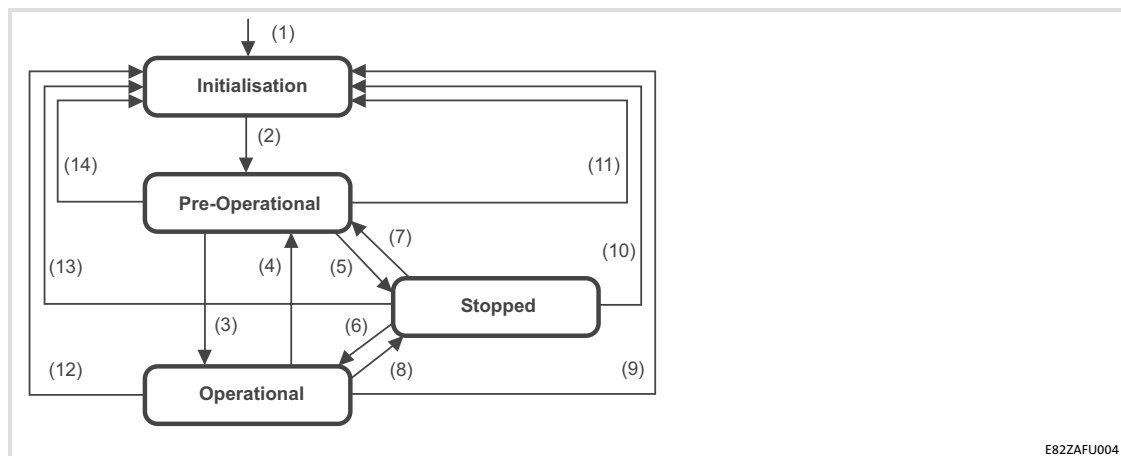 (1)
Initialisation
(2)
(14)
(11)
Pre-Operational
(7)
(13)
(4)
(5)
(10)
Stopped
(3)
(6)
(12)
(8)
(9)
Operational
E82ZAFU004